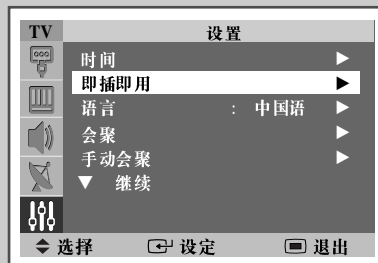 TV 设置
时间 ▶
即插即用 ▶
语言 : 中国语 ▶
会聚 ▶
手动会聚 ▶
▼ 继续
选择 设定 退出